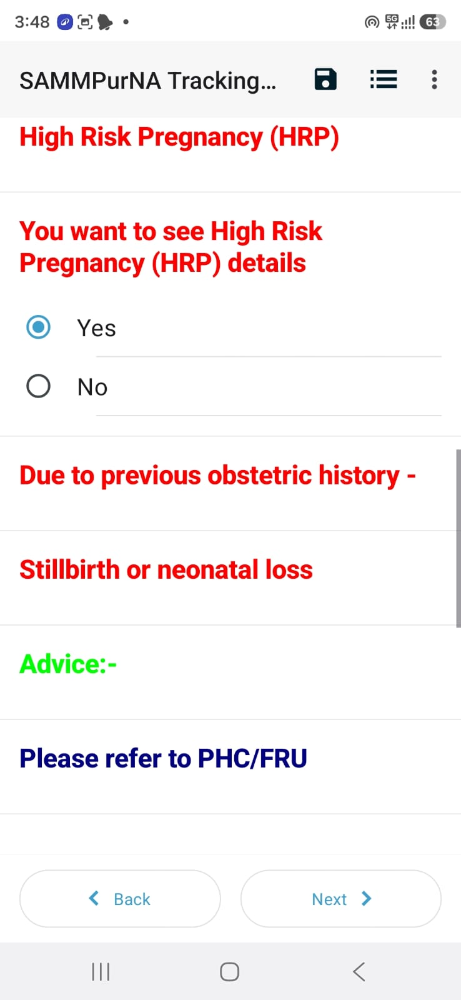 3:48
5G
63
SAMMPurNA Tracking...
High Risk Pregnancy (HRP)
You want to see High Risk
Pregnancy (HRP) details
Yes
No
Due to previous obstetric history -
Stillbirth or neonatal loss
Advice:-
Please refer to PHC/FRU
Back
Next